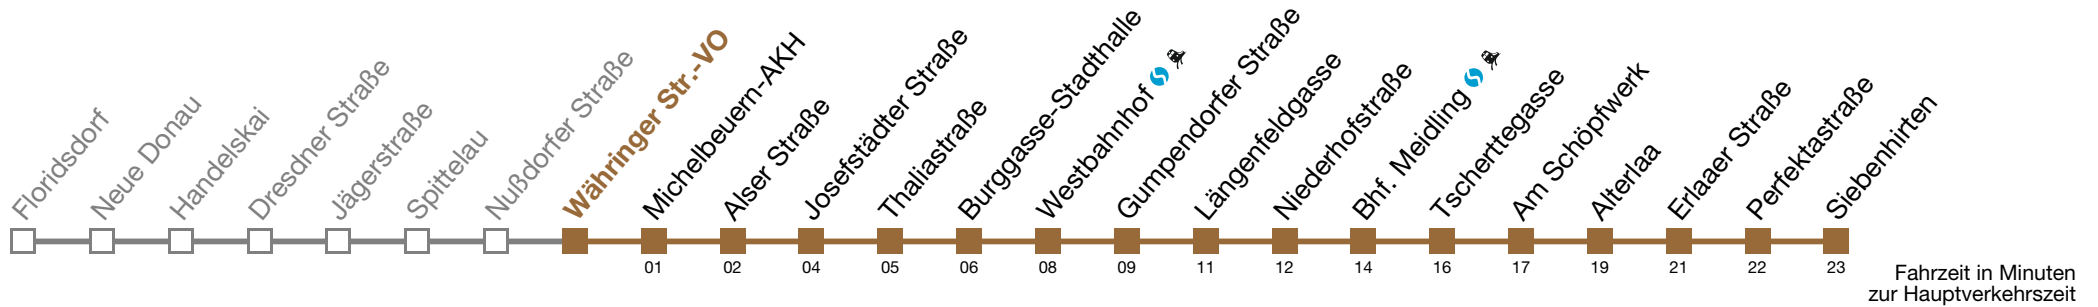 Floridsdorf
Neue Donau
Handelskai
Dresdner Straße
Jägerstraße
Spittelau
Nußdorfer Straße
Währinger Str.-VO
Michelbeuern-AKH
Alser Straße
Josefstädter Straße
Thaliastraße
Burggasse-Stadthalle
Westbahnhof
Gumpendorfer Straße
Längenfeldgasse
Niederhofstraße
Bhf. Meidling
Tscherttegasse
Am Schöpfwerk
Alterlaa
Erlaaer Straße
Perfektastraße
Siebenhirten
01 02 04 05 06 08 09 11 12 14 16 17 19 21 22 23
Fahrzeit in Minuten
zur Hauptverkehrszeit